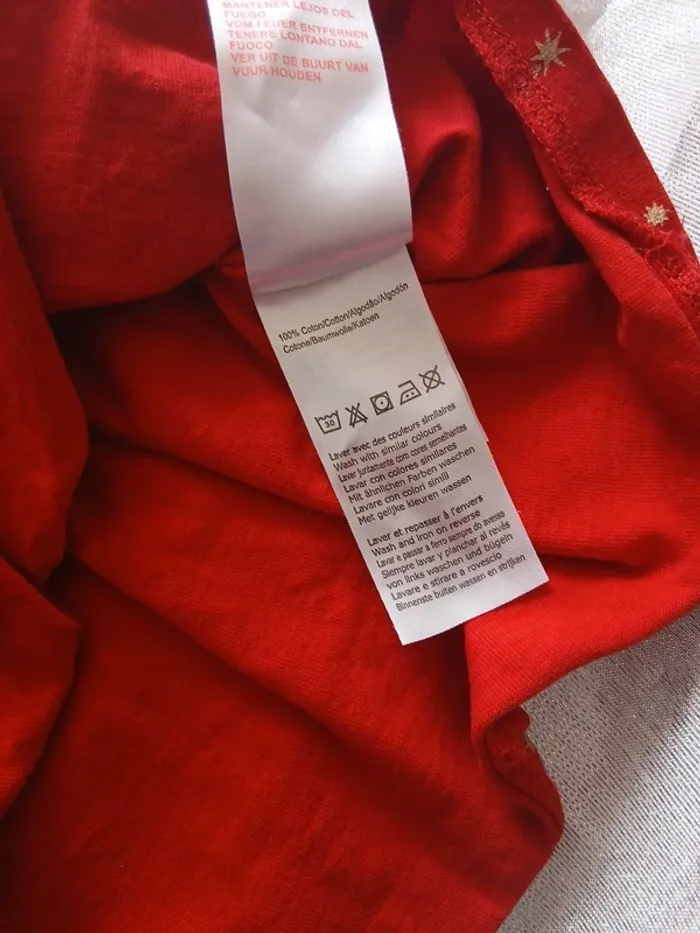 MANTENER LEJOS DEL
FUEGO
VOM FEUER ENTFERNEN
TENERE LONTANO DAL
FUOCO
VER UIT DE BUURT VAN
VUUR HOUDEN
100% Coton/Cotton/Algodão/Algodón
Cotone/Baumwolle/Katoen
30
Laver avec des couleurs similaires
Wash with similar colours
Lavar juntamente com cores semelhantes
Lavar con colores similares
Mit ähnlichen Farben waschen
Lavare con colori simili
Met gelijke kleuren wassen
Laver et repasser à l'envers
Wash and iron on reverse
Lavar e passar a ferro sempre do avesso
Siempre lavar y planchar al revés
von links waschen und bügeln
Lavare e stirare a rovescio
Binnenste buiten wassen en strijken